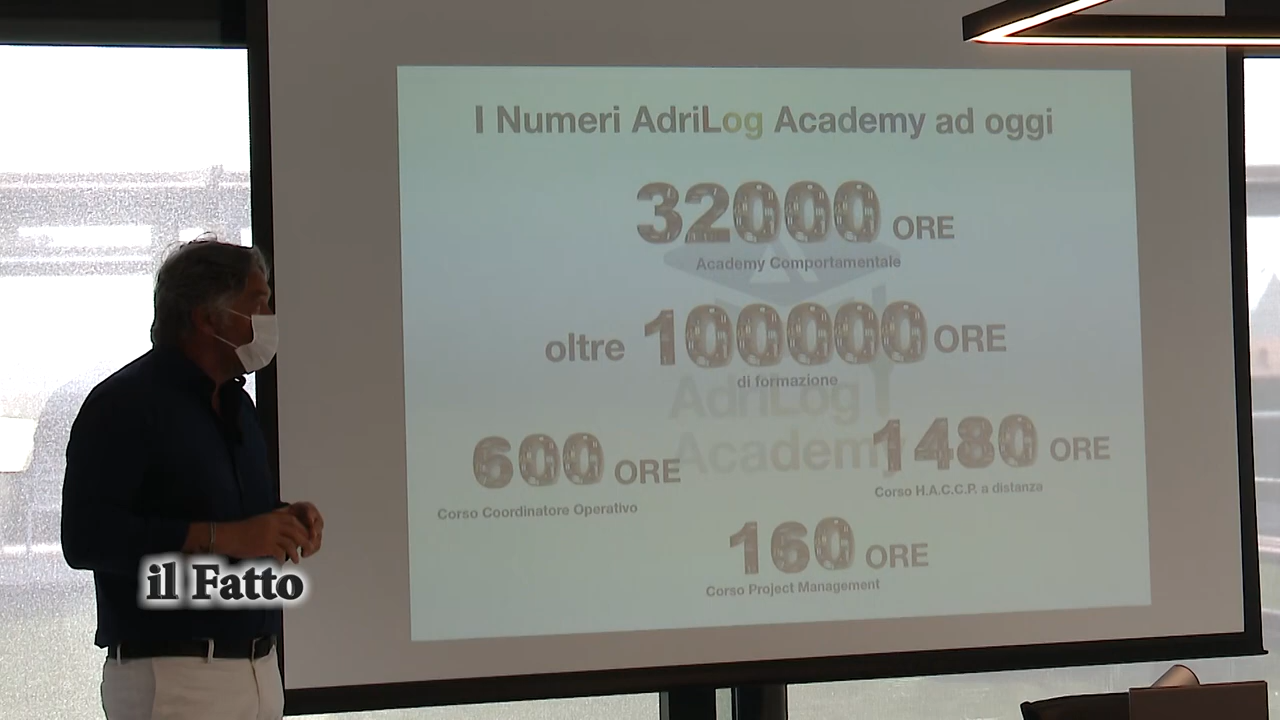 I Numeri AdriLog Academy ad oggi
32000 ORE
Academy Comportamentale
oltre 100000 ORE
di formazione
AdriLog
Academy
600 ORE
Corso Coordinatore Operativo
1480 ORE
Corso H.A.C.C.P. a distanza
160 ORE
Corso Project Management
il Fatto